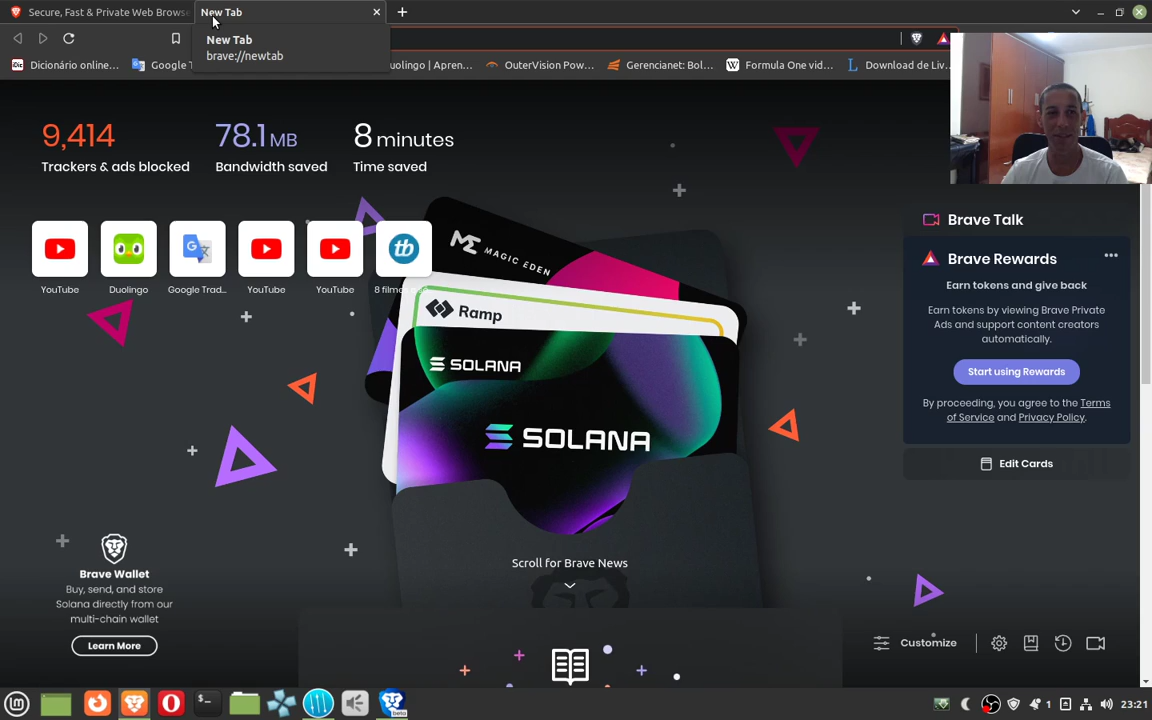 Secure, Fast & Private Web Brows
New Tab
New Tab
brave://newtab
Dicionário online...
Google T
uolingo | Apren...
OuterVision Pow...
Gerencianet: Bol...
Formula One vid...
Download de Liv...
9,414
78.1 MB
8 minutes
Trackers & ads blocked
Bandwidth saved
Time saved
YouTube
Duolingo
Google Trad...
YouTube
YouTube
8 filmes
MAGIC EDEN
Ramp
SOLANA
SOLANA
Brave Talk
Brave Rewards
Earn tokens and give back
Earn tokens by viewing Brave Private
Ads and support content creators
automatically.
Start using Rewards
By proceeding, you agree to the Terms
of Service and Privacy Policy.
Edit Cards
Scroll for Brave News
Brave Wallet
Buy, send, and store
Solana directly from our
multi-chain wallet
Learn More
Customize
beta
1
23:21